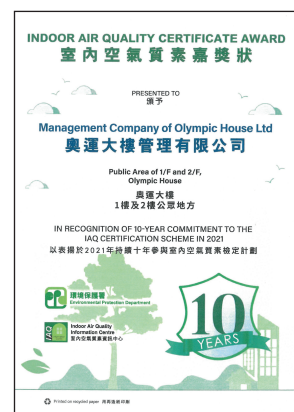 INDOOR AIR QUALITY CERTIFICATE AWARD
室內空氣質素嘉獎狀
PRESENTED TO
頒予
Management Company of Olympic House Ltd
奧運大樓管理有限公司
Public Area of 1/F and 2/F,
Olympic House
奧運大樓
1樓及2樓公眾地方
IN RECOGNITION OF 10-YEAR COMMITMENT TO THE
IAQ CERTIFICATION SCHEME IN 2021
以表揚於2021年持續十年參與室內空氣質素檢定計劃
環境保護署
Environmental Protection Department
IAQ
Indoor Air Quality
Information Centre
室內空氣質素資訊中心
10
YEARS
Printed on recycled paper 用再造紙印刷